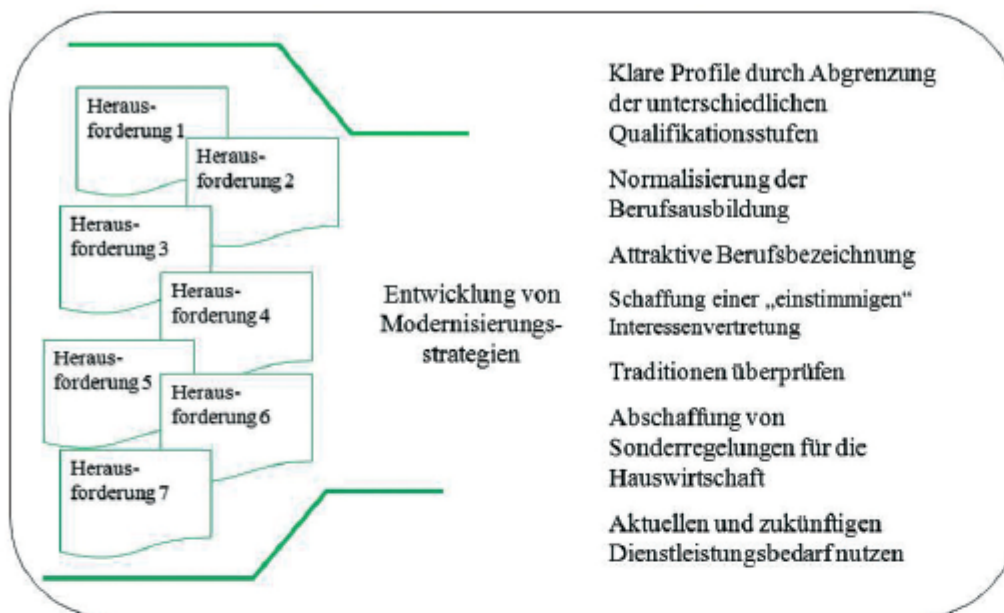 Heraus-
forderung 1
Heraus-
forderung 2
Heraus-
forderung 3
Heraus-
forderung 4
Heraus-
forderung 5
Heraus-
forderung 6
Heraus-
forderung 7
Entwicklung von
Modernisierungs-
strategien
Klare Profile durch Abgrenzung
der unterschiedlichen
Qualifikationsstufen
Normalisierung der
Berufsausbildung
Attraktive Berufsbezeichnung
Schaffung einer „einstimmigen“
Interessenvertretung
Traditionen überprüfen
Abschaffung von
Sonderregelungen für die
Hauswirtschaft
Aktuellen und zukünftigen
Dienstleistungsbedarf nutzen